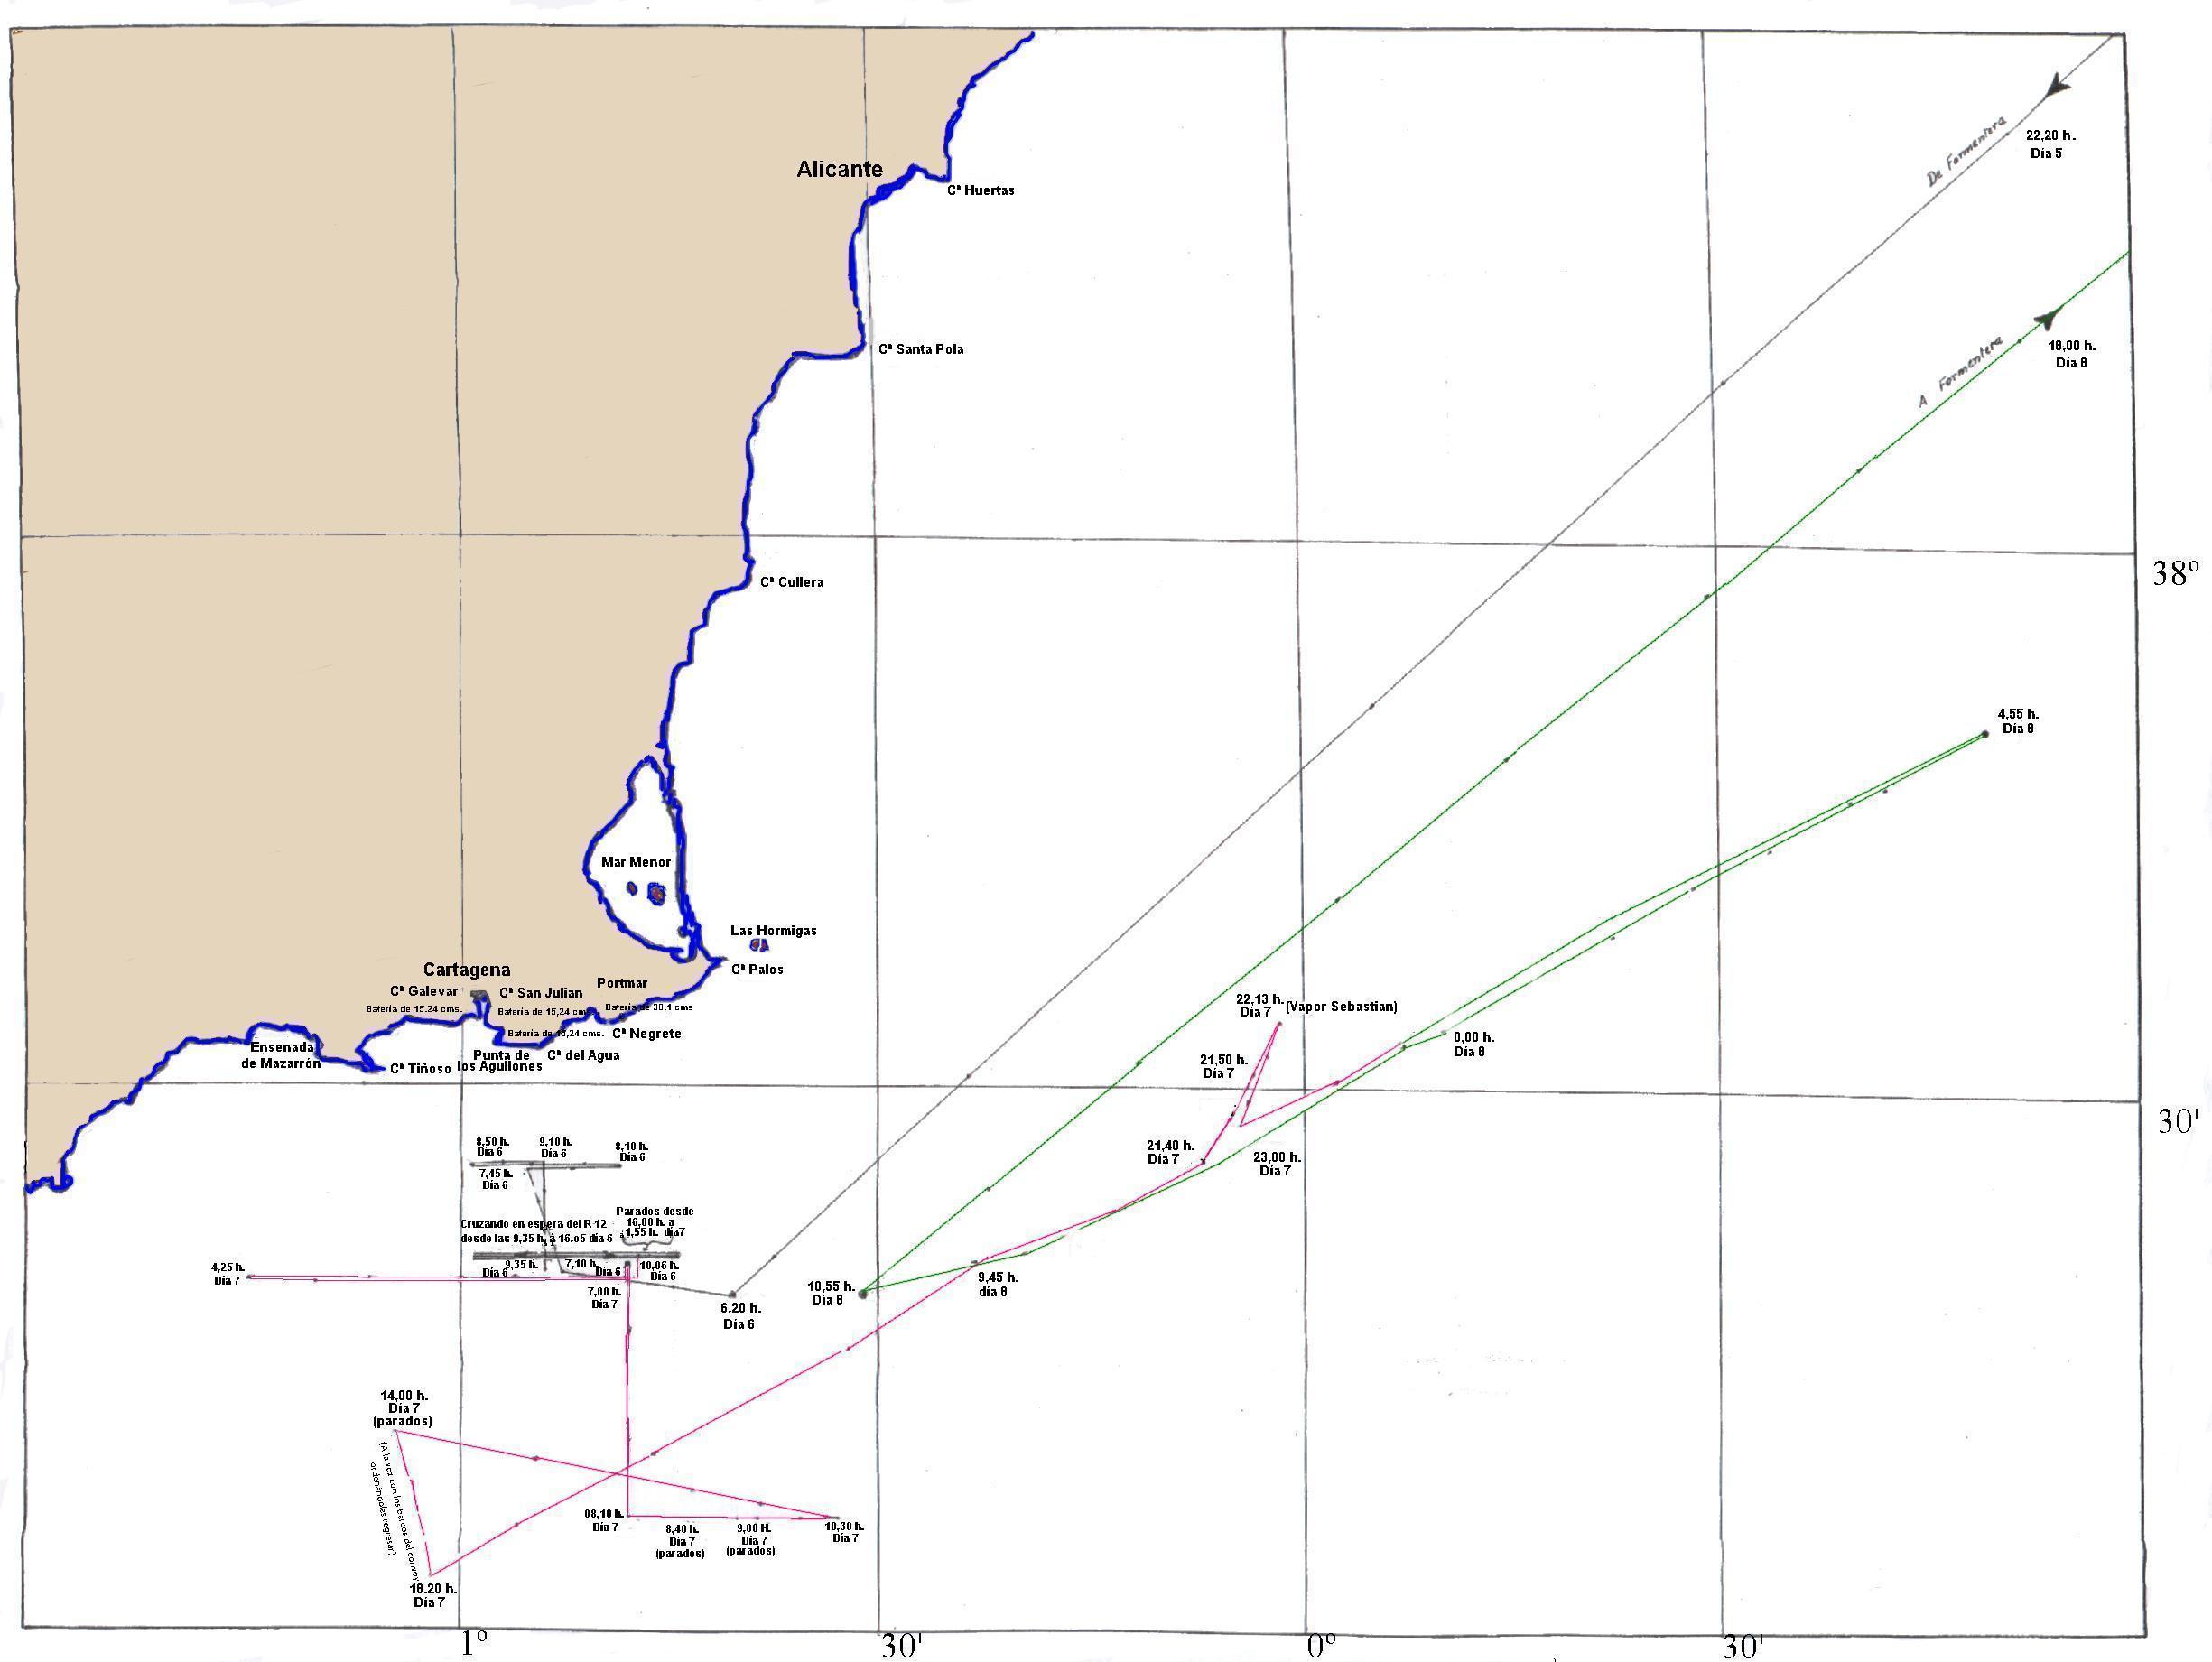 22,20 h.
Día 5
De Formentera
Alicante
Cª Huertas
18,00 h.
Día 8
A Formentera
Cª Santa Pola
38º
Cª Cullera
4,55 h.
Día 8
Mar Menor
Las Hormigas
Cª Palos
Cartagena
Cª Galevar
Batería de 15.24 cms.
Cª San Julian
Batería de 15,24 cms.
Portmar
Batería de 38,1 cms
Batería de 15,24 cms.
Cª Negrete
Ensenada
de Mazarrón
Cª Tiñoso
Punta de
los Aguilones
Cª del Agua
22,13 h.
Día 7
(Vapor Sebastian)
21,50 h.
Día 7
0,00 h.
Día 8
30'
21,40 h.
Día 7
23,00 h.
Día 7
8,50 h.
Día 6
9,10 h.
Día 6
8,10 h.
Día 6
7,45 h.
Día 6
Cruzando en espera del R-12
desde las 9,35 h. á 16,05 día 6
Parados desde
16,00 h. a
1,55 h. día7
4,25 h.
Día 7
9,35 h.
Día 6
7,10 h.
Día 6
10,06 h.
Día 6
7,00 h.
Día 7
6,20 h.
Día 6
10,55 h.
Día 8
9,45 h.
día 8
14,00 h.
Día 7
(parados)
(A la voz con los barcos del convoy
ordenándoles regresar)
08,10 h.
Día 7
8,40 h.
Día 7
(parados)
9,00 H.
Día 7
(parados)
10,30 h.
Día 7
18.20 h.
Día 7
1º
30'
0º
30'